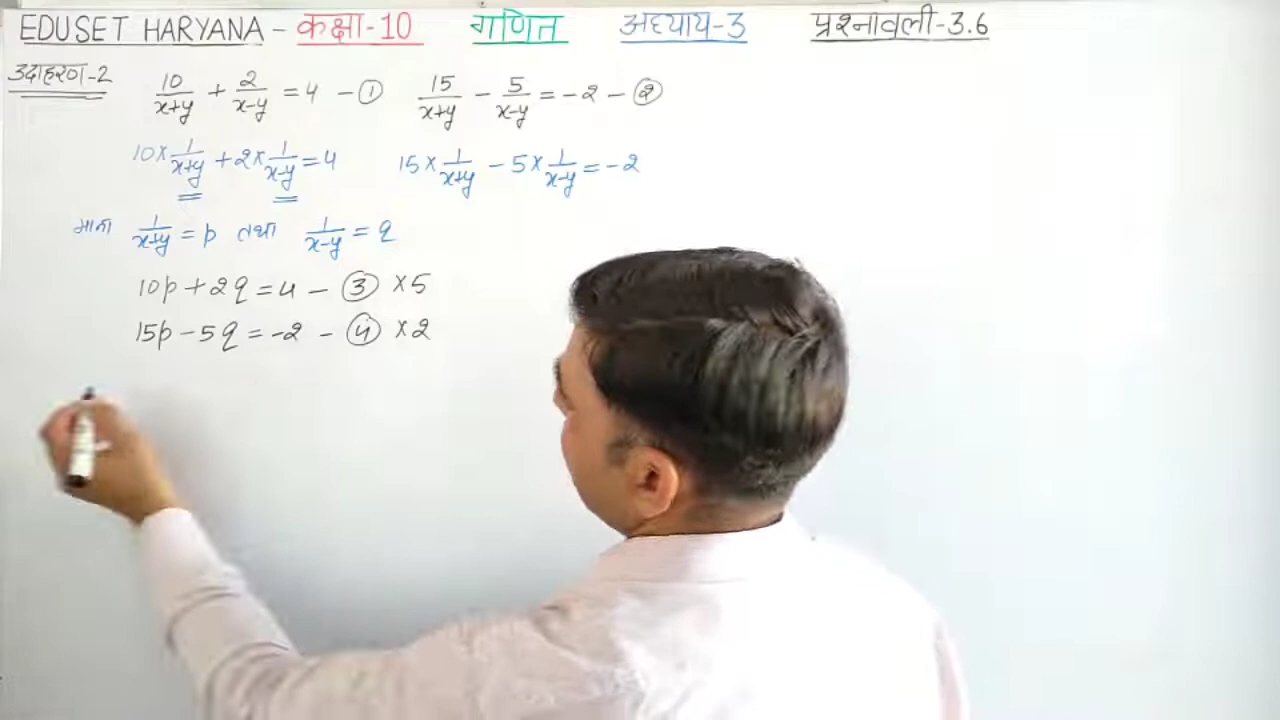 EDUSET HARYANA - कक्षा-10 गणित अध्याय-3 प्रश्नावली-3.6
उदाहरण-2 10/(x+y) + 2/(x-y) = 4 - ① 15/(x+y) - 5/(x-y) = -2 - ②
10×1/(x+y) + 2×1/(x-y) = 4 15×1/(x+y) - 5×1/(x-y) = -2
माना 1/(x+y) = p तथा 1/(x-y) = q
10p + 2q = 4 - ③ ×5
15p - 5q = -2 - ④ ×2